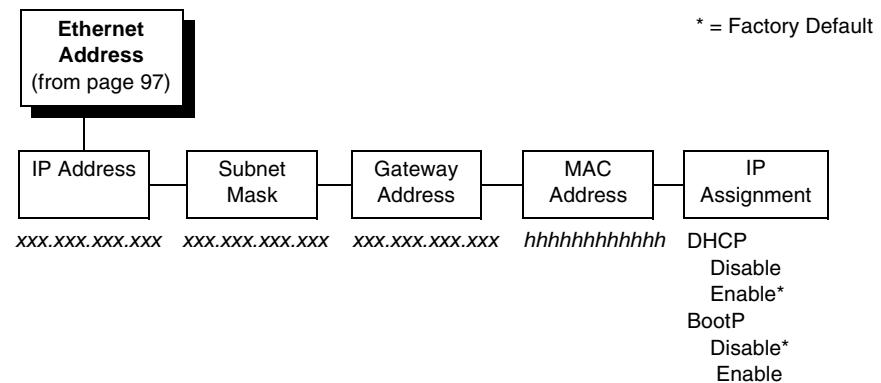 Ethernet
Address
(from page 97)
* = Factory Default
IP Address
Subnet
Mask
Gateway
Address
MAC
Address
IP
Assignment
xxx.xxx.xxx.xxx
xxx.xxx.xxx.xxx
xxx.xxx.xxx.xxx
hhhhhhhhhhhh
DHCP
Disable
Enable*
BootP
Disable*
Enable